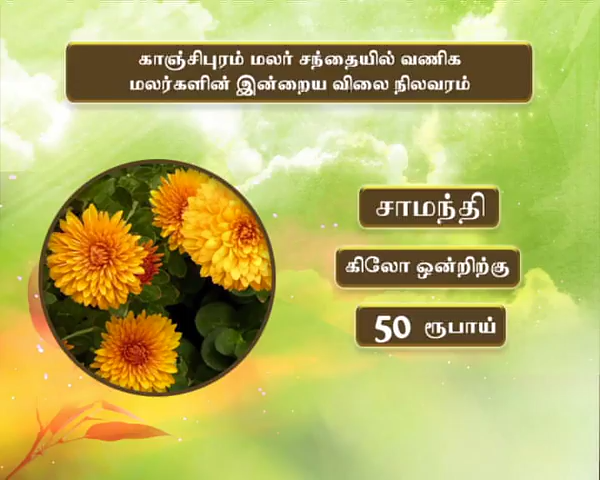 காஞ்சிபுரம் மலர் சந்தையில் வணிக
மலர்களின் இன்றைய விலை நிலவரம்
சாமந்தி
கிலோ ஒன்றிற்கு
50 ரூபாய்